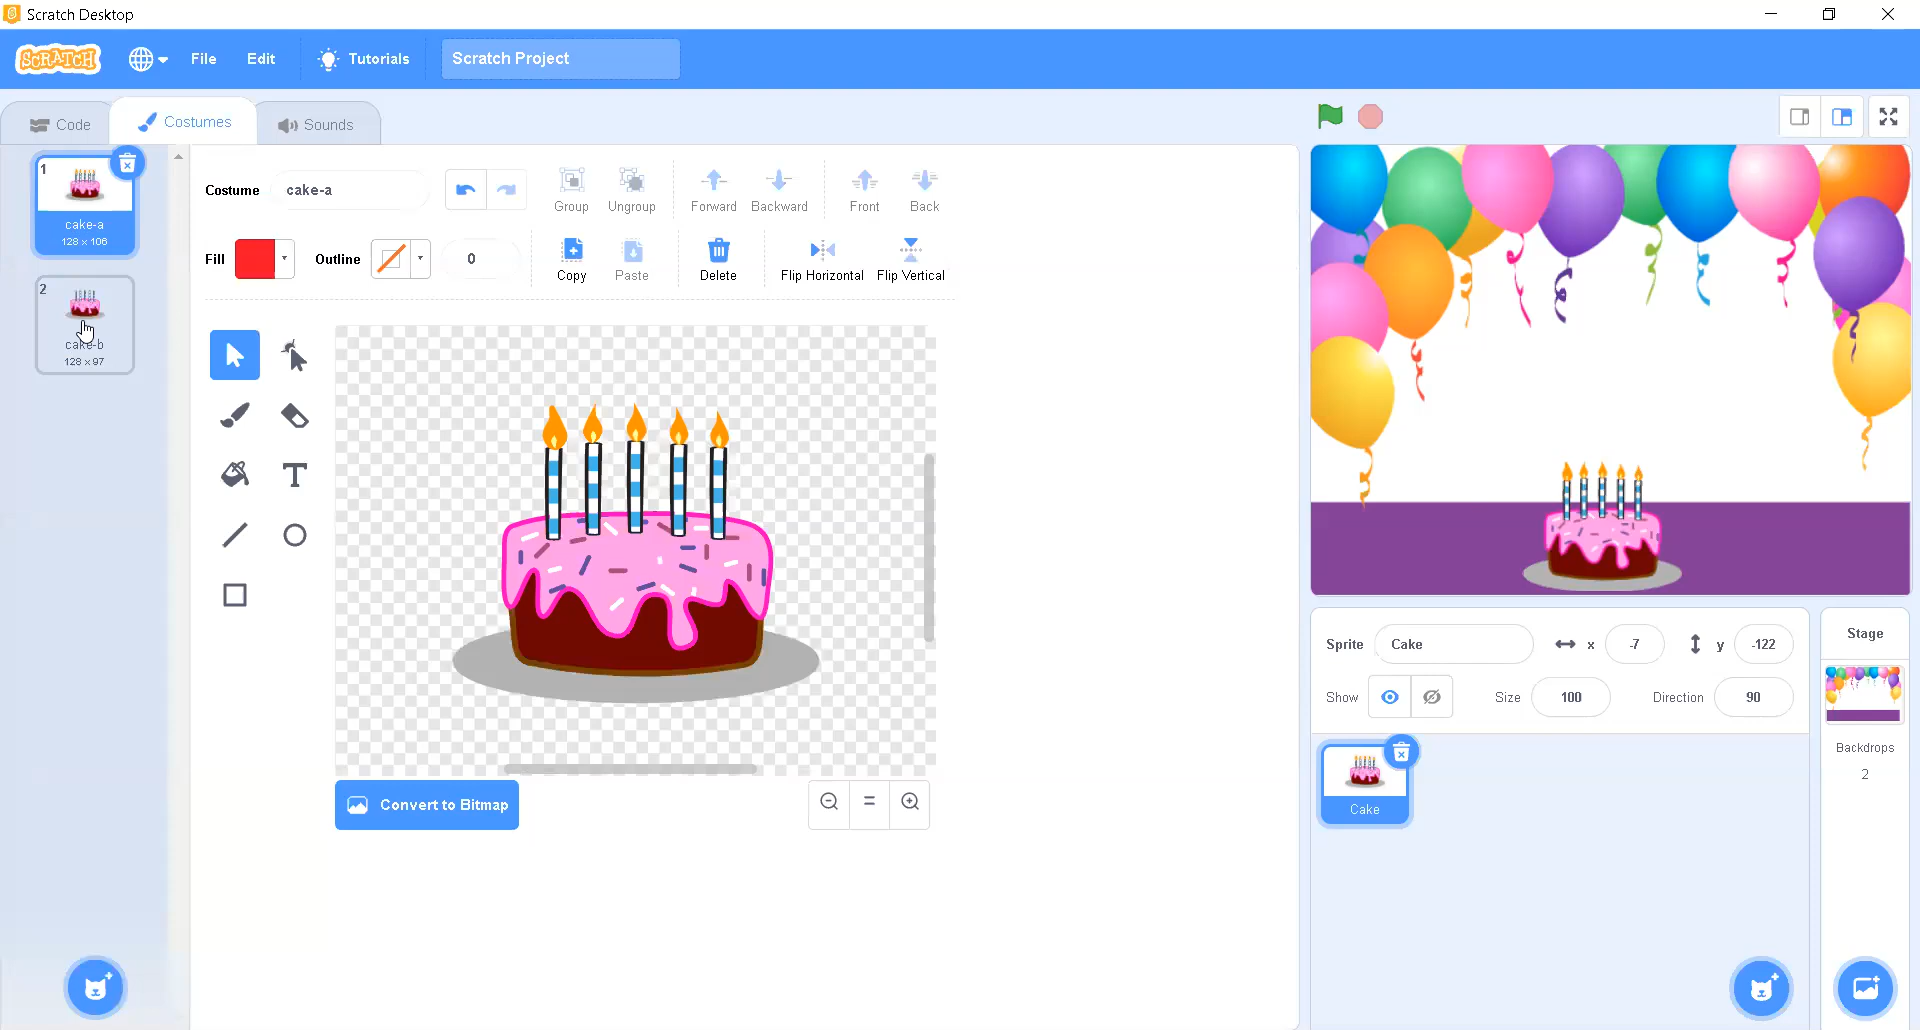 Scratch Desktop
SCRATCH
File
Edit
Tutorials
Scratch Project
Code
Costumes
Sounds
1
cake-a
128 x 106
2
cake-b
128 x 97
Costume
cake-a
Group
Ungroup
Forward
Backward
Front
Back
Fill
Outline
0
Copy
Paste
Delete
Flip Horizontal
Flip Vertical
T
Convert to Bitmap
Sprite
Cake
x
-7
y
-122
Show
Size
100
Direction
90
Cake
Stage
Backdrops
2